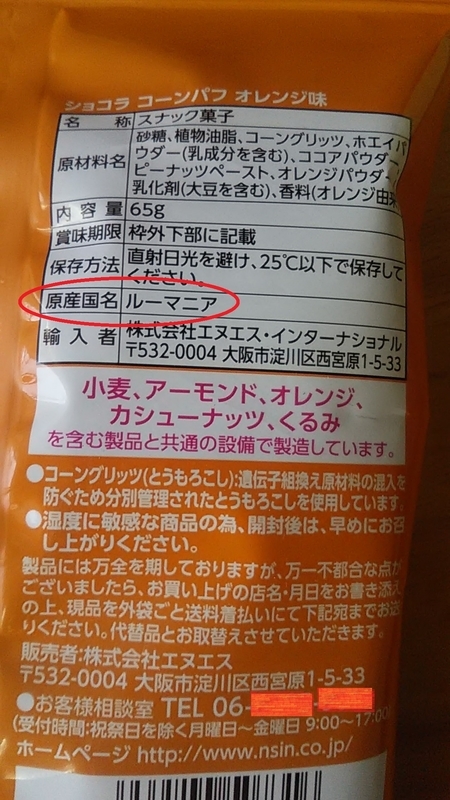 ショコラ コーンパフ オレンジ味
名 称 スナック菓子
原材料名 砂糖、植物油脂、コーングリッツ、ホエイパ
ウダー(乳成分を含む)、ココアパウダー、
ピーナッツペースト、オレンジパウダー/
乳化剤(大豆を含む)、香料(オレンジ由来
内容量 65g
賞味期限 枠外下部に記載
保存方法 直射日光を避け、25℃以下で保存して
ください。
原産国名 ルーマニア
輸入者 株式会社エヌエス・インターナショナル
〒532-0004 大阪市淀川区西宮原1-5-33
小麦、アーモンド、オレンジ、
カシューナッツ、くるみ
を含む製品と共通の設備で製造しています。
●コーングリッツ(とうもろこし):遺伝子組換え原材料の混入を
防ぐため分別管理されたとうもろこしを使用しています。
●湿度に敏感な商品の為、開封後は、早めにお召
し上がりください。
製品には万全を期しておりますが、万一不都合な点が
ございましたら、お買い上げの店名・月日をお書き添え
の上、現品を外袋ごと送料着払いにて下記宛までお送
りください。代替品とお取替えさせていただきます。
販売者:株式会社エヌエス
〒532-0004 大阪市淀川区西宮原1-5-33
●お客様相談室 TEL 06-
(受付時間:祝祭日を除く月曜日〜金曜日 9:00〜17:00
ホームページ http://www.nsin.co.jp/